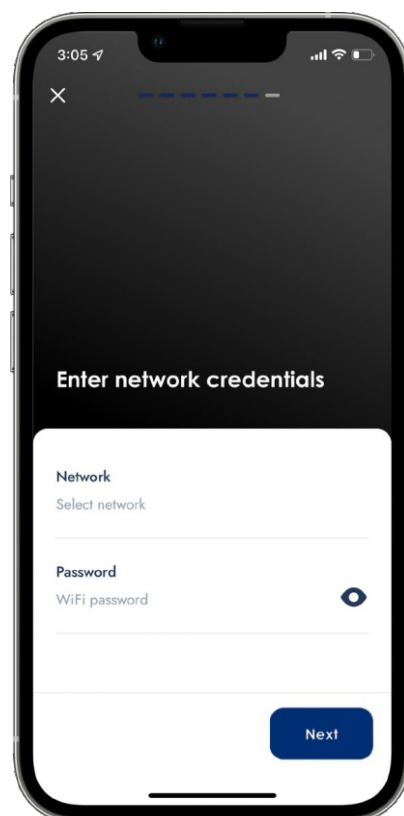 3:05
Enter network credentials
Network
Select network
Password
WiFi password
Next